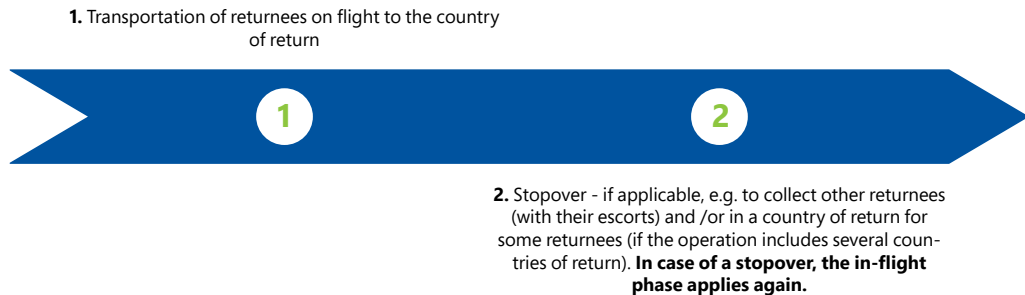 1. Transportation of returnees on flight to the country
of return
1
2
2. Stopover - if applicable, e.g. to collect other returnees
(with their escorts) and /or in a country of return for
some returnees (if the operation includes several coun-
tries of return). In case of a stopover, the in-flight
phase applies again.